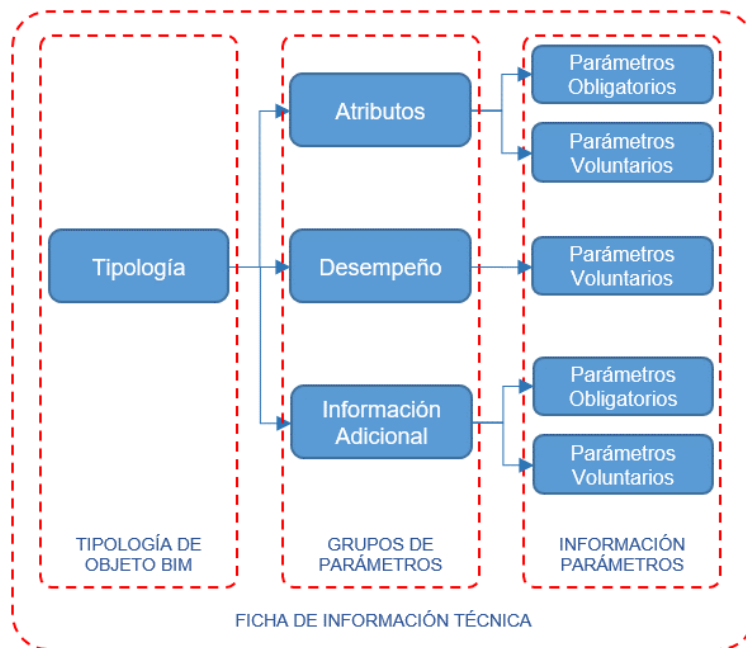 Tipología
Atributos
Desempeño
Información
Adicional
Parámetros
Obligatorios
Parámetros
Voluntarios
Parámetros
Voluntarios
Parámetros
Obligatorios
Parámetros
Voluntarios
TIPOLOGÍA DE
OBJETO BIM
GRUPOS DE
PARÁMETROS
INFORMACIÓN
PARÁMETROS
FICHA DE INFORMACIÓN TÉCNICA